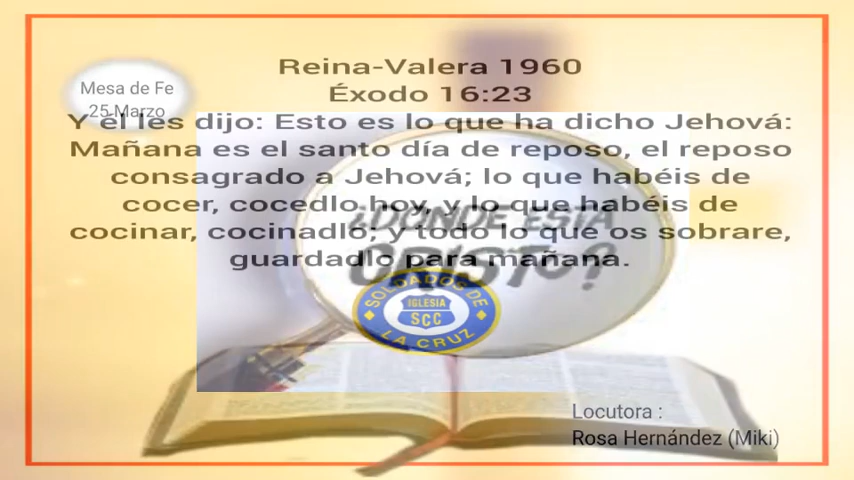 Reina-Valera 1960
Éxodo 16:23
Mesa de Fe
25 Marzo
Y él les dijo: Esto es lo que ha dicho Jehová:
Mañana es el santo día de reposo, el reposo
consagrado a Jehová; lo que habéis de
cocer, cocedlo hoy, y lo que habéis de
cocinar, cocinadlo; y todo lo que os sobrare,
guardadlo para mañana.
¿DÓNDE ESTÁ
CRISTO?
SOLDADOS DE
IGLESIA
SCC
LA CRUZ
Locutora :
Rosa Hernández (Miki)